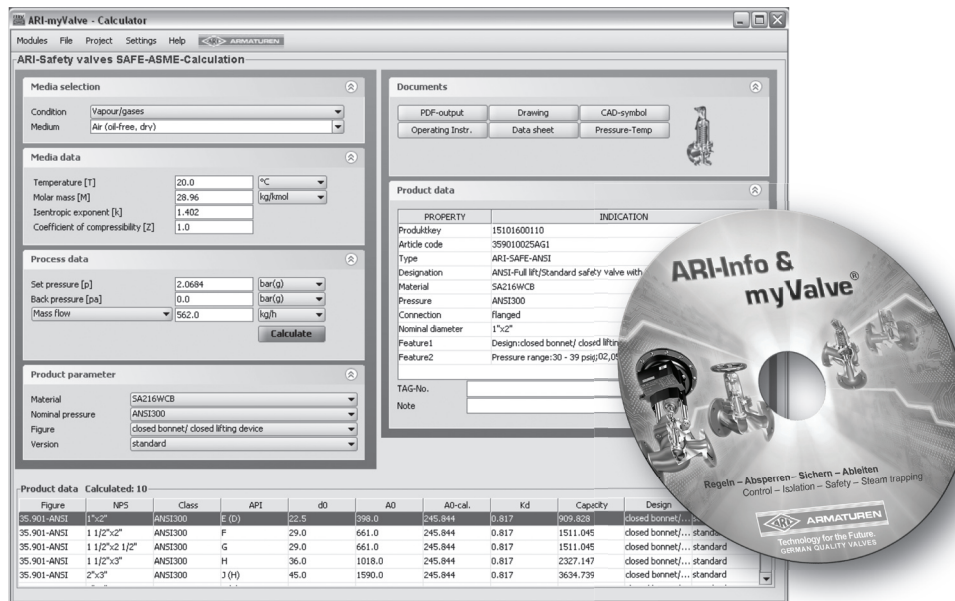 ARI-myValve - Calculator
Modules File Project Settings Help ARI ARMATUREN
ARI-Safety valves SAFE-ASME-Calculation
Media selection
Condition Vapour/gases
Medium Air (oil-free, dry)
Media data
Temperature [T] 20.0 °C
Molar mass [M] 28.96 kg/kmol
Isentropic exponent [k] 1.402
Coefficient of compressibility [Z] 1.0
Process data
Set pressure [p] 2.0684 bar(g)
Back pressure [pa] 0.0 bar(g)
Mass flow 562.0 kg/h
Calculate
Product parameter
Material SA216WCB
Nominal pressure ANSI300
Figure closed bonnet/ closed lifting device
Version standard
Documents
PDF-output Drawing CAD-symbol
Operating Instr. Data sheet Pressure-Temp
Product data
PROPERTY INDICATION
Produktkey 15101600110
Article code 359010025AG1
Type ARI-SAFE-ANSI
Designation ANSI-Full lift/Standard safety valve with
Material SA216WCB
Pressure ANSI300
Connection flanged
Nominal diameter 1"x2"
Feature1 Design:closed bonnet/ closed lifting
Feature2 Pressure range:30 - 39 psig;02,05
TAG-No.
Note
Product data Calculated: 10
Figure NPS Class API d0 A0 A0-cal. Kd Capacity Design
35.901-ANSI 1"x2" ANSI300 E (D) 22.5 398.0 245.844 0.817 909.828 closed bonnet/...
35.901-ANSI 1 1/2"x2" ANSI300 F 29.0 661.0 245.844 0.817 1511.045 closed bonnet/... standard
35.901-ANSI 1 1/2"x2 1/2" ANSI300 G 29.0 661.0 245.844 0.817 1511.045 closed bonnet/... standard
35.901-ANSI 1 1/2"x3" ANSI300 H 36.0 1018.0 245.844 0.817 2327.147 closed bonnet/... standard
35.901-ANSI 2"x3" ANSI300 J (H) 45.0 1590.0 245.844 0.817 3634.739 closed bonnet/... standard
ARI-Info &
myValve®
Regeln – Absperren – Sichern – Ableiten
Control – Isolation – Safety – Steam trapping
ARI ARMATUREN
Technology for the Future.
GERMAN QUALITY VALVES